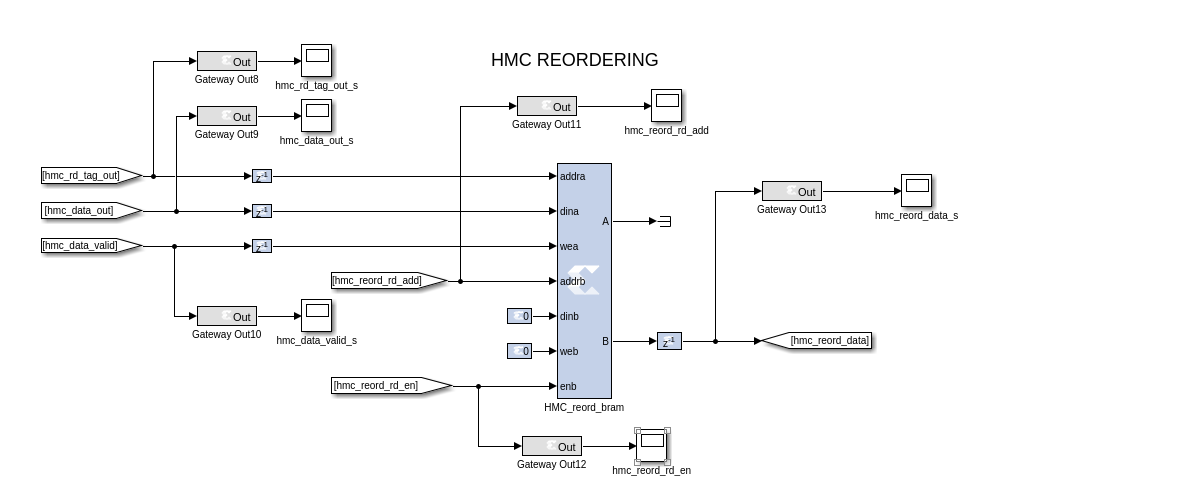 HMC REORDERING
Out
Gateway Out8
hmc_rd_tag_out_s
Out
Gateway Out9
hmc_data_out_s
Out
Gateway Out11
hmc_reord_rd_add
[hmc_rd_tag_out]
z-1
addra
[hmc_data_out]
z-1
dina
[hmc_data_valid]
z-1
wea
[hmc_reord_rd_add]
addrb
0
dinb
0
web
[hmc_reord_rd_en]
enb
A
B
HMC_reord_bram
Out
Gateway Out10
hmc_data_valid_s
z-1
Out
Gateway Out13
hmc_reord_data_s
[hmc_reord_data]
Out
Gateway Out12
hmc_reord_rd_en